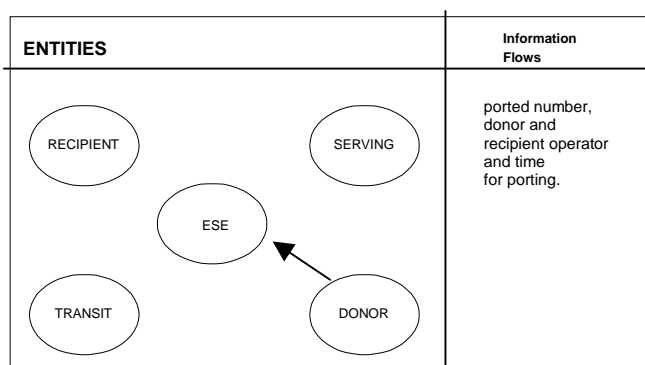 ENTITIES
Information
Flows
RECIPIENT
SERVING
ESE
TRANSIT
DONOR
ported number,
donor and
recipient operator
and time
for porting.